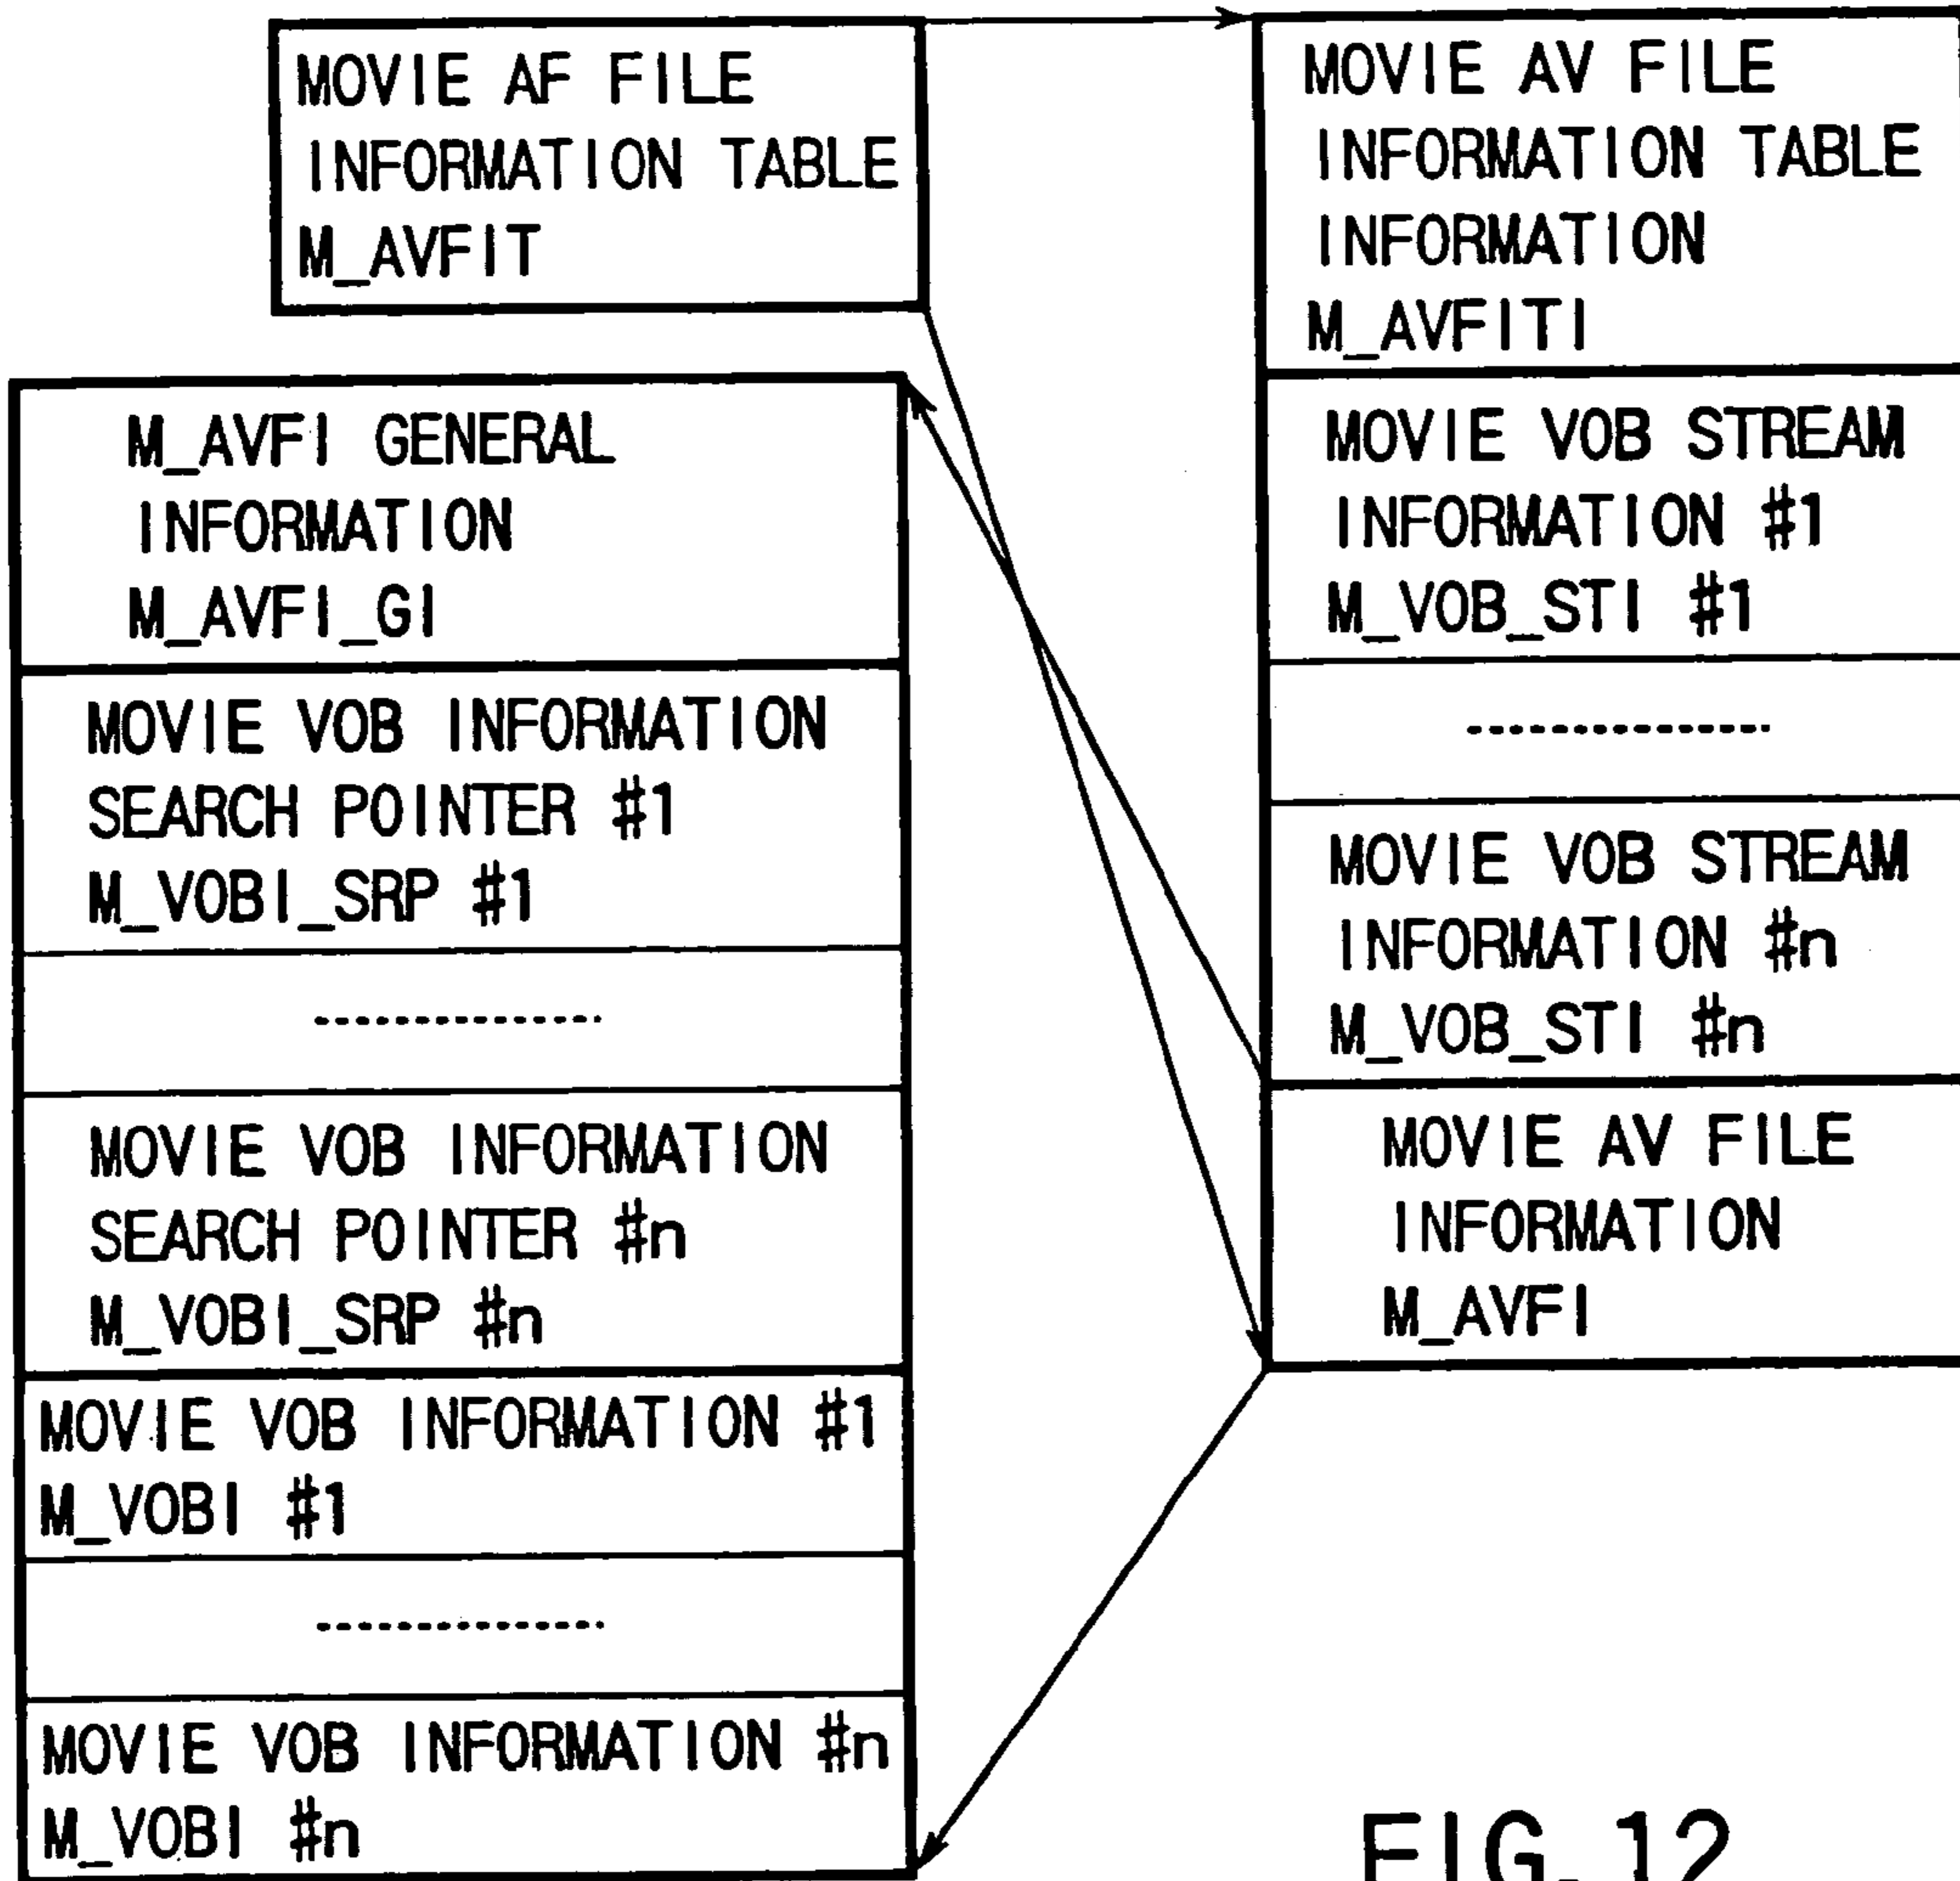 MOVIE AF FILE
INFORMATION TABLE
M_AVFIT
MOVIE AV FILE
INFORMATION TABLE
INFORMATION
M_AVFITI
MOVIE VOB STREAM
INFORMATION #1
M_VOB_STI #1
---------------
MOVIE VOB STREAM
INFORMATION #n
M_VOB_STI #n
MOVIE AV FILE
INFORMATION
M_AVFI
M_AVFI GENERAL
INFORMATION
M_AVFI_GI
MOVIE VOB INFORMATION
SEARCH POINTER #1
M_VOBI_SRP #1
---------------
MOVIE VOB INFORMATION
SEARCH POINTER #n
M_VOBI_SRP #n
MOVIE VOB INFORMATION #1
M_VOBI #1
---------------
MOVIE VOB INFORMATION #n
M_VOBI #n
FIG. 12